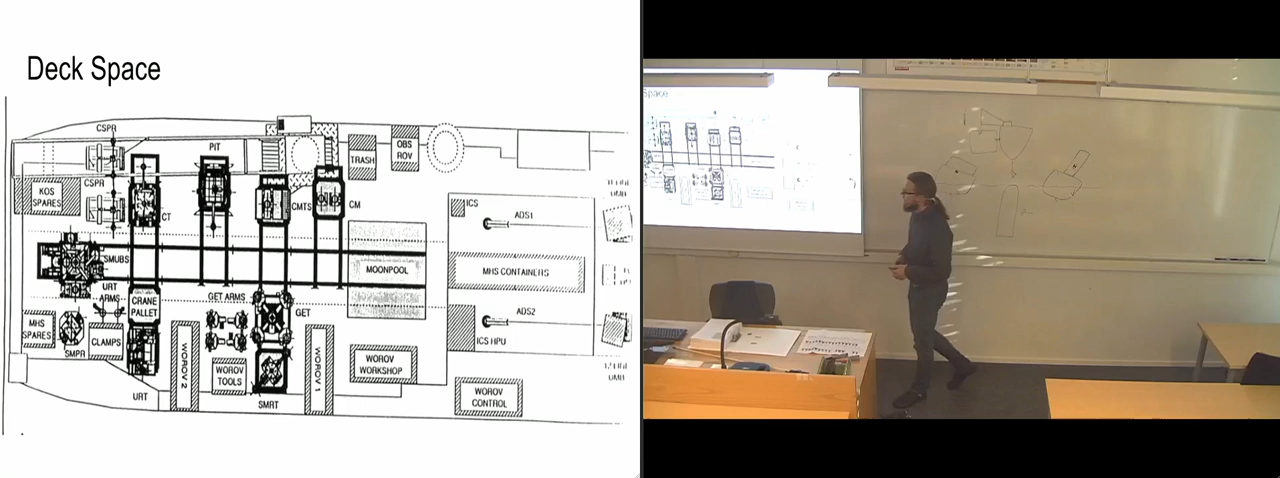 Deck Space
CSPR
PIT
TRASH
OBS
ROV
CSPR
KOS
SPARES
CT
CMTS
CM
ICS
ADS1
SMUBS
MOONPOOL
MHS CONTAINERS
URT
ARMS
CRANE
PALLET
GET ARMS
GET
ADS2
MHS
SPARES
SMPR
CLAMPS
WOROV 2
WOROV
TOOLS
WOROV 1
WOROV
WORKSHOP
ICS HPU
URT
SMRT
WOROV
CONTROL
Space